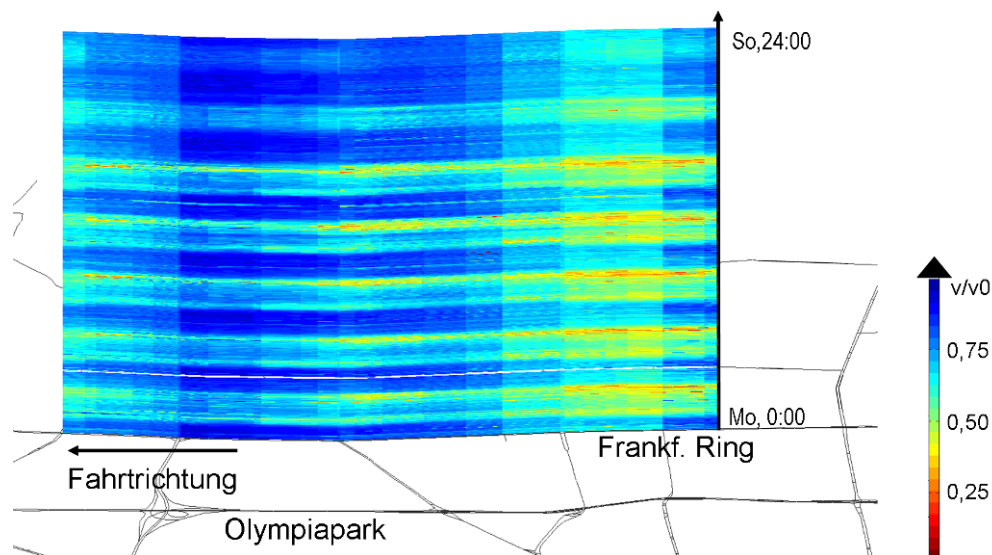 So,24:00
v/v0
0.75
0,50
0,25
Mo, 0:00
Frankf. Ring
Fahrtrichtung
Olympiapark